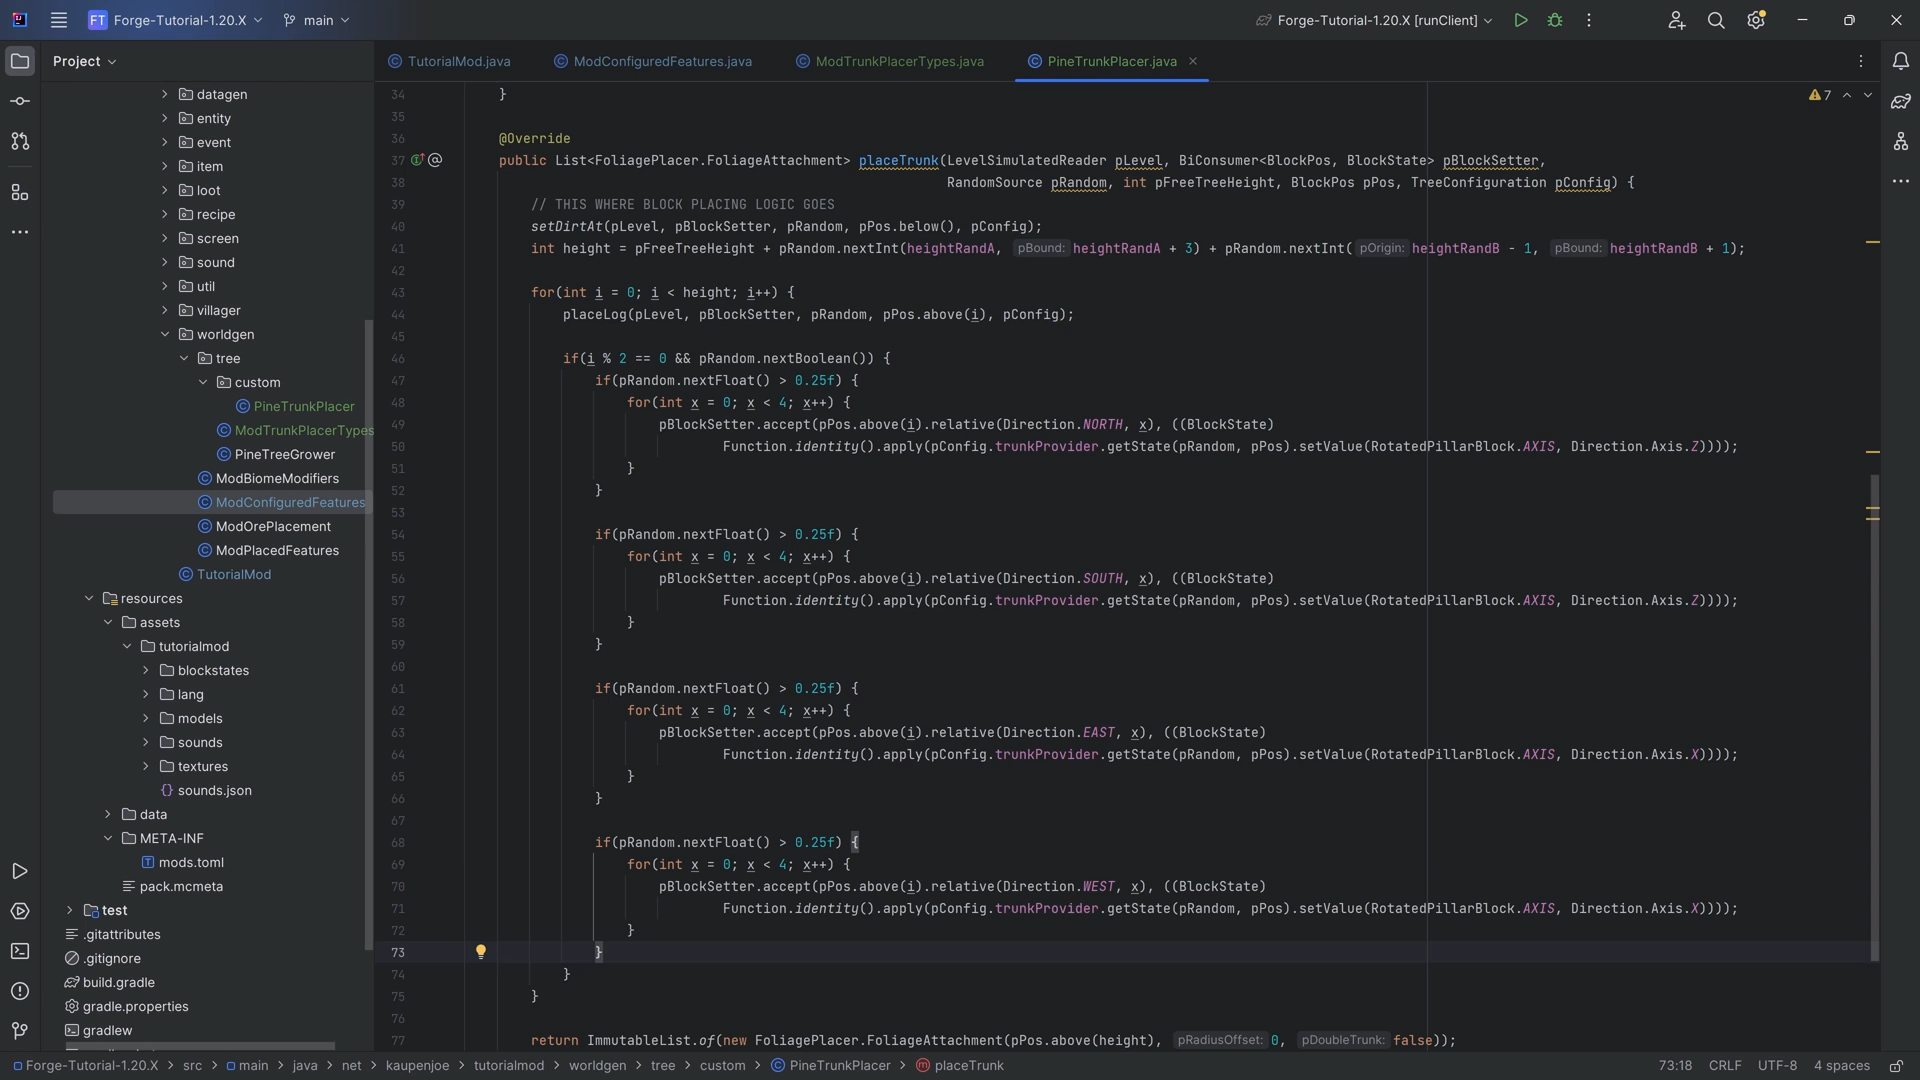 FT Forge-Tutorial-1.20.X main Forge-Tutorial-1.20.X [runClient]
Project
TutorialMod.java ModConfiguredFeatures.java ModTrunkPlacerTypes.java PineTrunkPlacer.java
7
datagen
entity
event
item
loot
recipe
screen
sound
util
villager
worldgen
tree
custom
PineTrunkPlacer
ModTrunkPlacerTypes
PineTreeGrower
ModBiomeModifiers
ModConfiguredFeatures
ModOrePlacement
ModPlacedFeatures
TutorialMod
resources
assets
tutorialmod
blockstates
lang
models
sounds
textures
sounds.json
data
META-INF
mods.toml
pack.mcmeta
test
.gitattributes
.gitignore
build.gradle
gradle.properties
gradlew
34 }
35
36 @Override
37 public List<FoliagePlacer.FoliageAttachment> placeTrunk(LevelSimulatedReader pLevel, BiConsumer<BlockPos, BlockState> pBlockSetter,
38 RandomSource pRandom, int pFreeTreeHeight, BlockPos pPos, TreeConfiguration pConfig) {
39 // THIS WHERE BLOCK PLACING LOGIC GOES
40 setDirtAt(pLevel, pBlockSetter, pRandom, pPos.below(), pConfig);
41 int height = pFreeTreeHeight + pRandom.nextInt(heightRandA, pBound: heightRandA + 3) + pRandom.nextInt( pOrigin: heightRandB - 1, pBound: heightRandB + 1);
42
43 for(int i = 0; i < height; i++) {
44 placeLog(pLevel, pBlockSetter, pRandom, pPos.above(i), pConfig);
45
46 if(i % 2 == 0 && pRandom.nextBoolean()) {
47 if(pRandom.nextFloat() > 0.25f) {
48 for(int x = 0; x < 4; x++) {
49 pBlockSetter.accept(pPos.above(i).relative(Direction.NORTH, x), ((BlockState)
50 Function.identity().apply(pConfig.trunkProvider.getState(pRandom, pPos).setValue(RotatedPillarBlock.AXIS, Direction.Axis.Z))));
51 }
52 }
53
54 if(pRandom.nextFloat() > 0.25f) {
55 for(int x = 0; x < 4; x++) {
56 pBlockSetter.accept(pPos.above(i).relative(Direction.SOUTH, x), ((BlockState)
57 Function.identity().apply(pConfig.trunkProvider.getState(pRandom, pPos).setValue(RotatedPillarBlock.AXIS, Direction.Axis.Z))));
58 }
59 }
60
61 if(pRandom.nextFloat() > 0.25f) {
62 for(int x = 0; x < 4; x++) {
63 pBlockSetter.accept(pPos.above(i).relative(Direction.EAST, x), ((BlockState)
64 Function.identity().apply(pConfig.trunkProvider.getState(pRandom, pPos).setValue(RotatedPillarBlock.AXIS, Direction.Axis.X))));
65 }
66 }
67
68 if(pRandom.nextFloat() > 0.25f) {
69 for(int x = 0; x < 4; x++) {
70 pBlockSetter.accept(pPos.above(i).relative(Direction.WEST, x), ((BlockState)
71 Function.identity().apply(pConfig.trunkProvider.getState(pRandom, pPos).setValue(RotatedPillarBlock.AXIS, Direction.Axis.X))));
72 }
73 }
74 }
75 }
76
77 return ImmutableList.of(new FoliagePlacer.FoliageAttachment(pPos.above(height), pRadiusOffset: 0, pDoubleTrunk: false));
Forge-Tutorial-1.20.X > src > main > java > net > kaupenjoe > tutorialmod > worldgen > tree > custom > PineTrunkPlacer > placeTrunk 73:18 CRLF UTF-8 4 spaces